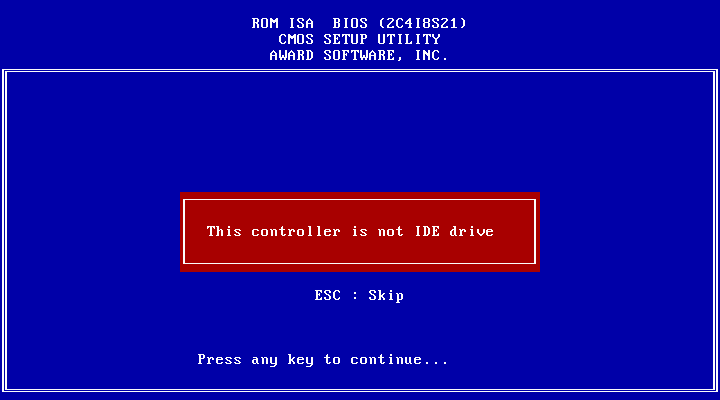 ROM ISA  BIOS (2C4I8S21)
CMOS SETUP UTILITY
AWARD SOFTWARE, INC.
This controller is not IDE drive
ESC : Skip
Press any key to continue...